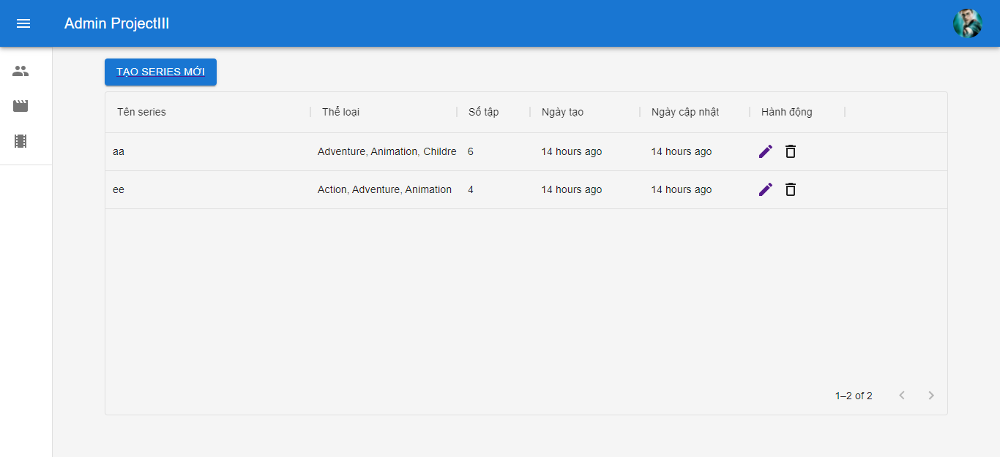 Admin ProjectIII
TẠO SERIES MỚI
Tên series Thể loại Số tập Ngày tạo Ngày cập nhật Hành động
aa Adventure, Animation, Childre 6 14 hours ago 14 hours ago
ee Action, Adventure, Animation 4 14 hours ago 14 hours ago
1–2 of 2